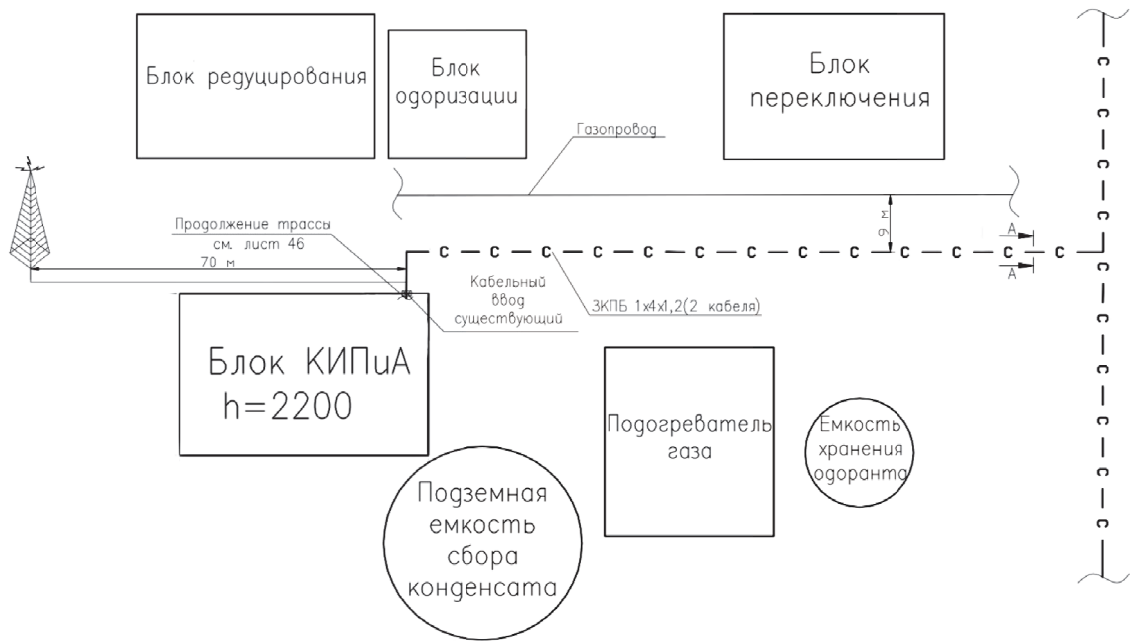 Блок редуцирования
Блок
одоризации
Блок
переключения
Газопровод
9 м
Продолжение трассы
см. лист 46
70 м
А
А
С С С С С С С С С
Кабельный
ввод
существующий
ЗКПБ 1х4х1,2(2 кабеля)
Блок КИПиА
h=2200
Подогреватель
газа
Емкость
хранения
одоранта
Подземная
емкость
сбора
конденсата
С
С
С
С
С
С
С
С
С